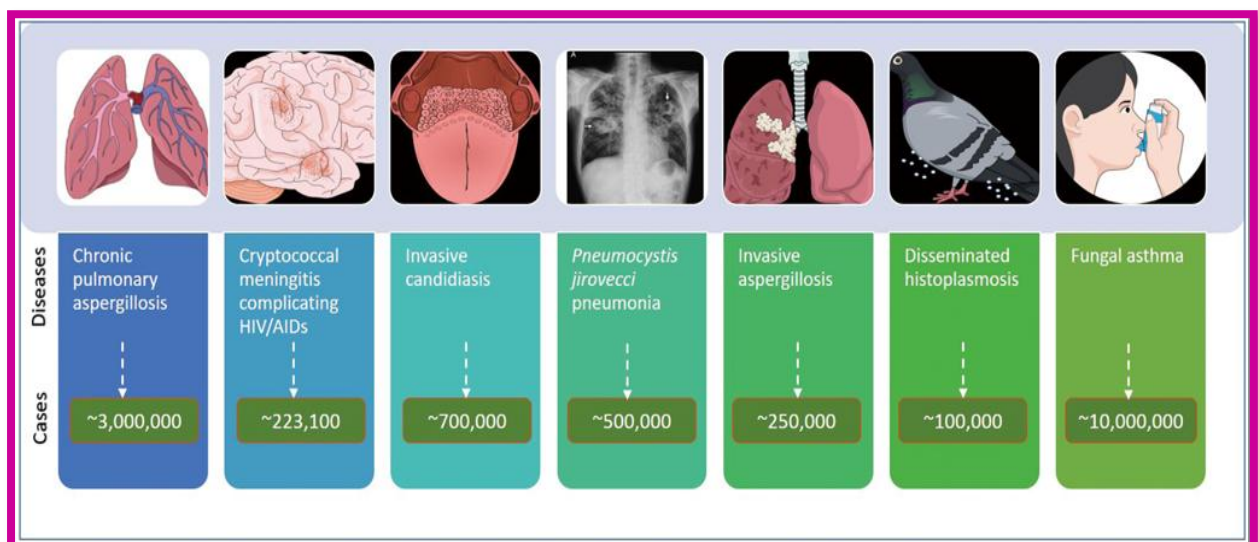 A
Diseases
Chronic
pulmonary
aspergillosis
Cryptococcal
meningitis
complicating
HIV/AIDs
Invasive
candidiasis
Pneumocystis
jirovecci
pneumonia
Invasive
aspergillosis
Disseminated
histoplasmosis
Fungal asthma
Cases
~3,000,000
~223,100
~700,000
~500,000
~250,000
~100,000
~10,000,000